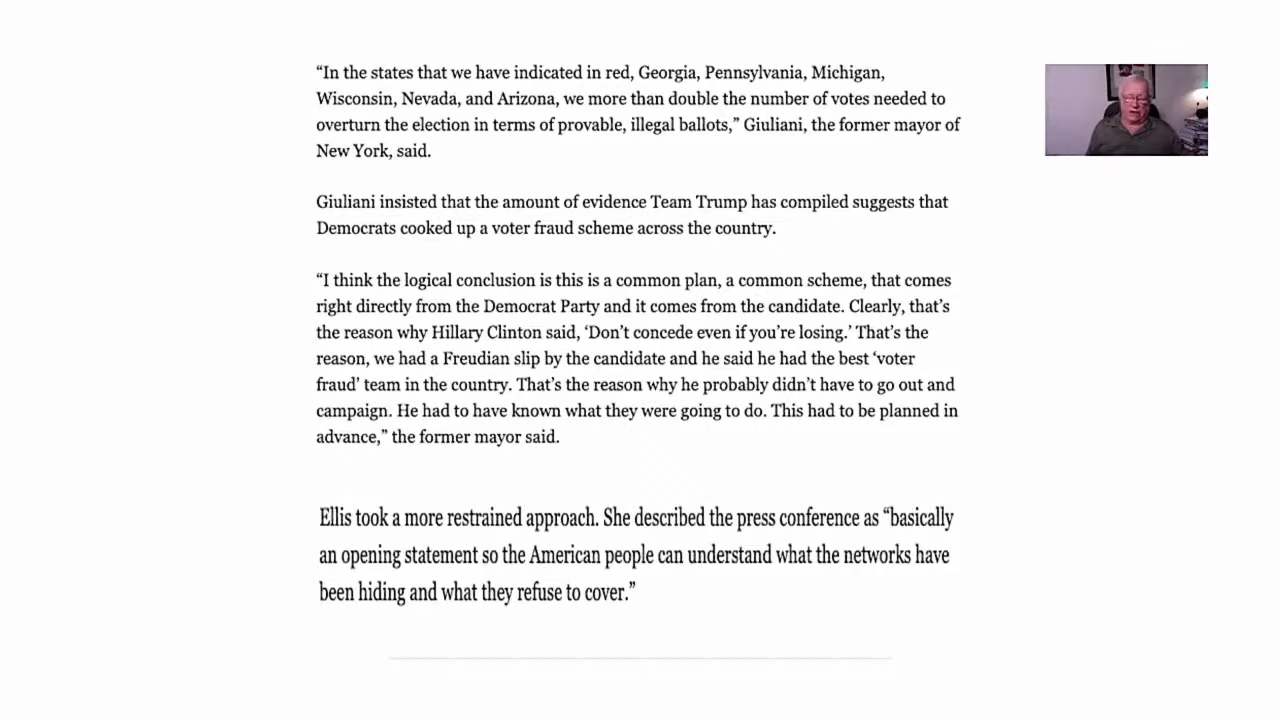 “In the states that we have indicated in red, Georgia, Pennsylvania, Michigan,
Wisconsin, Nevada, and Arizona, we more than double the number of votes needed to
overturn the election in terms of provable, illegal ballots,” Giuliani, the former mayor of
New York, said.
Giuliani insisted that the amount of evidence Team Trump has compiled suggests that
Democrats cooked up a voter fraud scheme across the country.
“I think the logical conclusion is this is a common plan, a common scheme, that comes
right directly from the Democrat Party and it comes from the candidate. Clearly, that’s
the reason why Hillary Clinton said, ‘Don’t concede even if you’re losing.’ That’s the
reason, we had a Freudian slip by the candidate and he said he had the best ‘voter
fraud’ team in the country. That’s the reason why he probably didn’t have to go out and
campaign. He had to have known what they were going to do. This had to be planned in
advance,” the former mayor said.
Ellis took a more restrained approach. She described the press conference as “basically
an opening statement so the American people can understand what the networks have
been hiding and what they refuse to cover.”